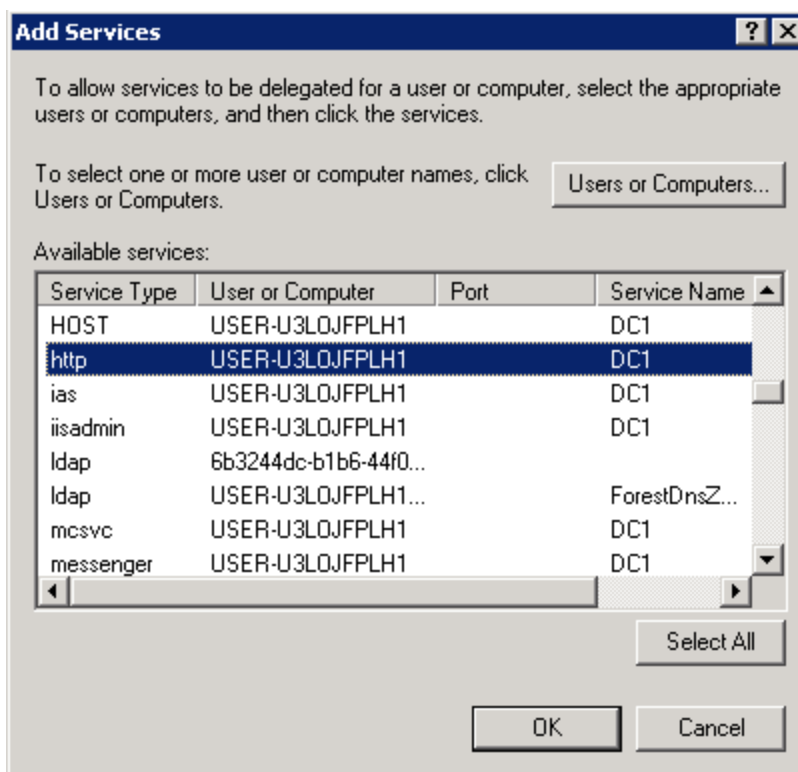 Add Services
To allow services to be delegated for a user or computer, select the appropriate
users or computers, and then click the services.
To select one or more user or computer names, click
Users or Computers.
Users or Computers...
Available services:
Service Type User or Computer Port Service Name
HOST USER-U3LOJFPLH1 DC1
http USER-U3LOJFPLH1 DC1
ias USER-U3LOJFPLH1 DC1
iisadmin USER-U3LOJFPLH1 DC1
ldap 6b3244dc-b1b6-44f0...
ldap USER-U3LOJFPLH1... ForestDnsZ...
mcsvc USER-U3LOJFPLH1 DC1
messenger USER-U3LOJFPLH1 DC1
Select All
OK Cancel